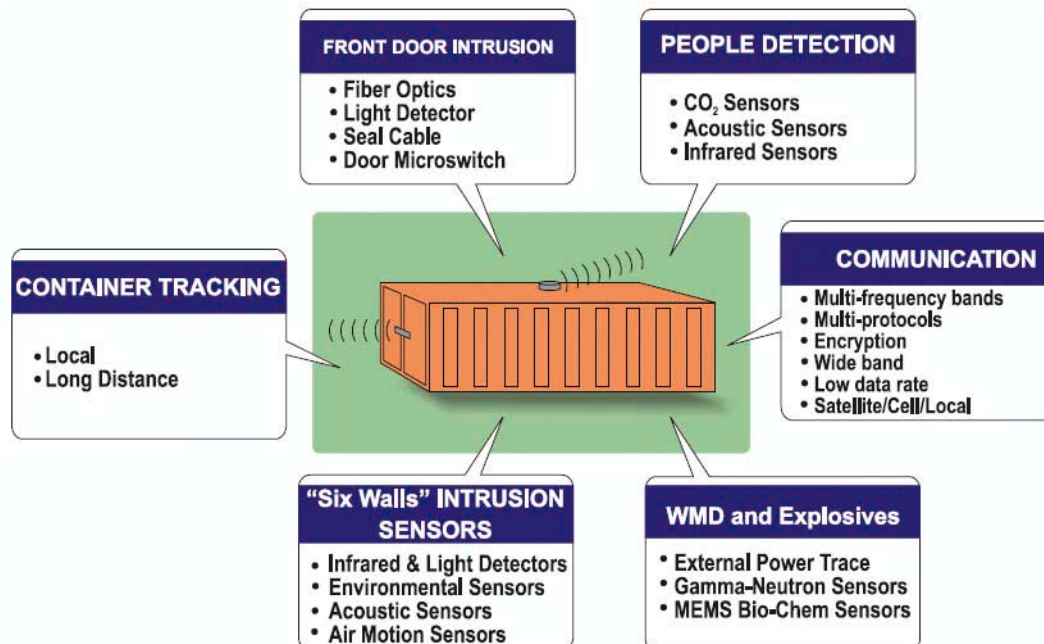 FRONT DOOR INTRUSION
• Fiber Optics
• Light Detector
• Seal Cable
• Door Microswitch
PEOPLE DETECTION
• CO₂ Sensors
• Acoustic Sensors
• Infrared Sensors
CONTAINER TRACKING
• Local
• Long Distance
COMMUNICATION
• Multi-frequency bands
• Multi-protocols
• Encryption
• Wide band
• Low data rate
• Satellite/Cell/Local
“Six Walls” INTRUSION
SENSORS
• Infrared & Light Detectors
• Environmental Sensors
• Acoustic Sensors
• Air Motion Sensors
WMD and Explosives
• External Power Trace
• Gamma-Neutron Sensors
• MEMS Bio-Chem Sensors